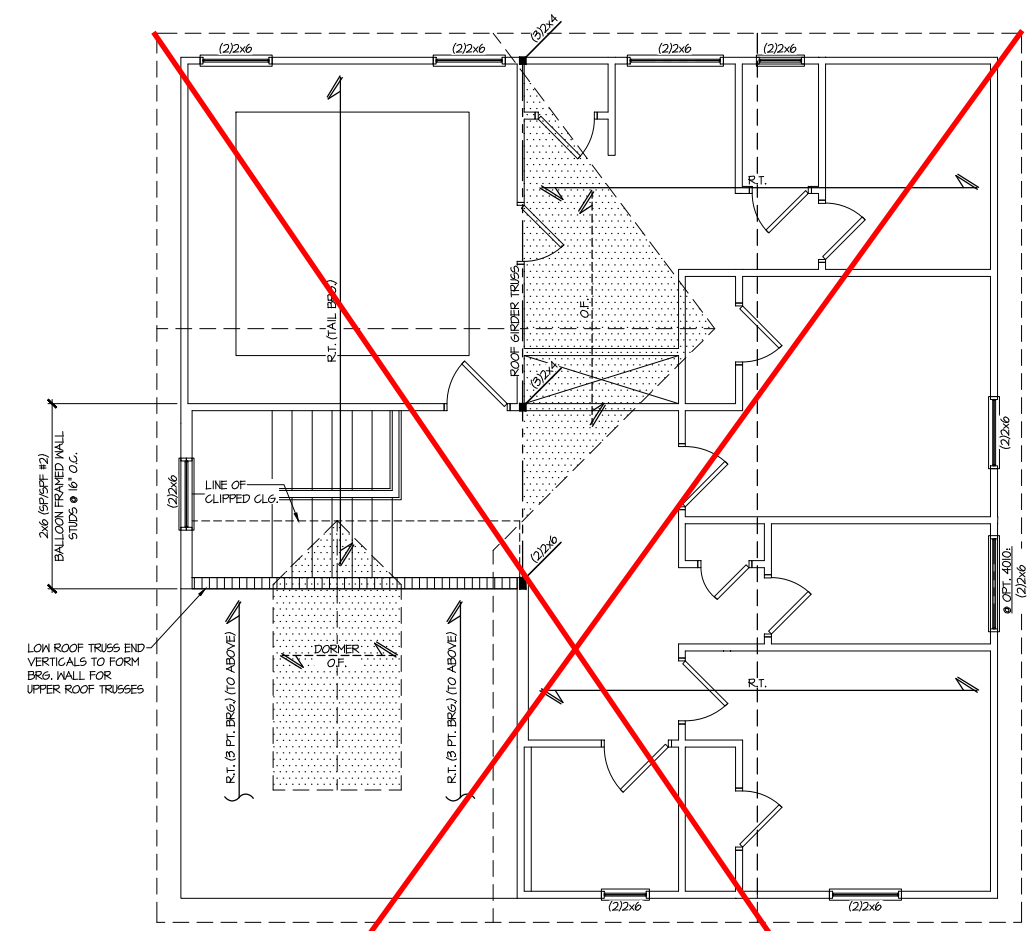 (3)2x4
(2)2x6
(2)2x6
(2)2x6
(2)2x6
R.T.
R.T. (TAIL BRG.)
ROOF GIRDER TRUSS
O.F.
(3)2x4
2x6 (SP/SPF #2)
BALLOON FRAMED WALL
STUDS @ 16" O.C.
(2)2x6
LINE OF
CLIPPED CLG.
(2)2x6
(2)2x6
@ OPT. 4010:
(2)2x6
LOW ROOF TRUSS END
VERTICALS TO FORM
BRG. WALL FOR
UPPER ROOF TRUSSES
R.T. (3 PT. BRG.) (TO ABOVE)
DORMER
O.F.
R.T. (3 PT. BRG.) (TO ABOVE)
R.T.
(2)2x6
(2)2x6